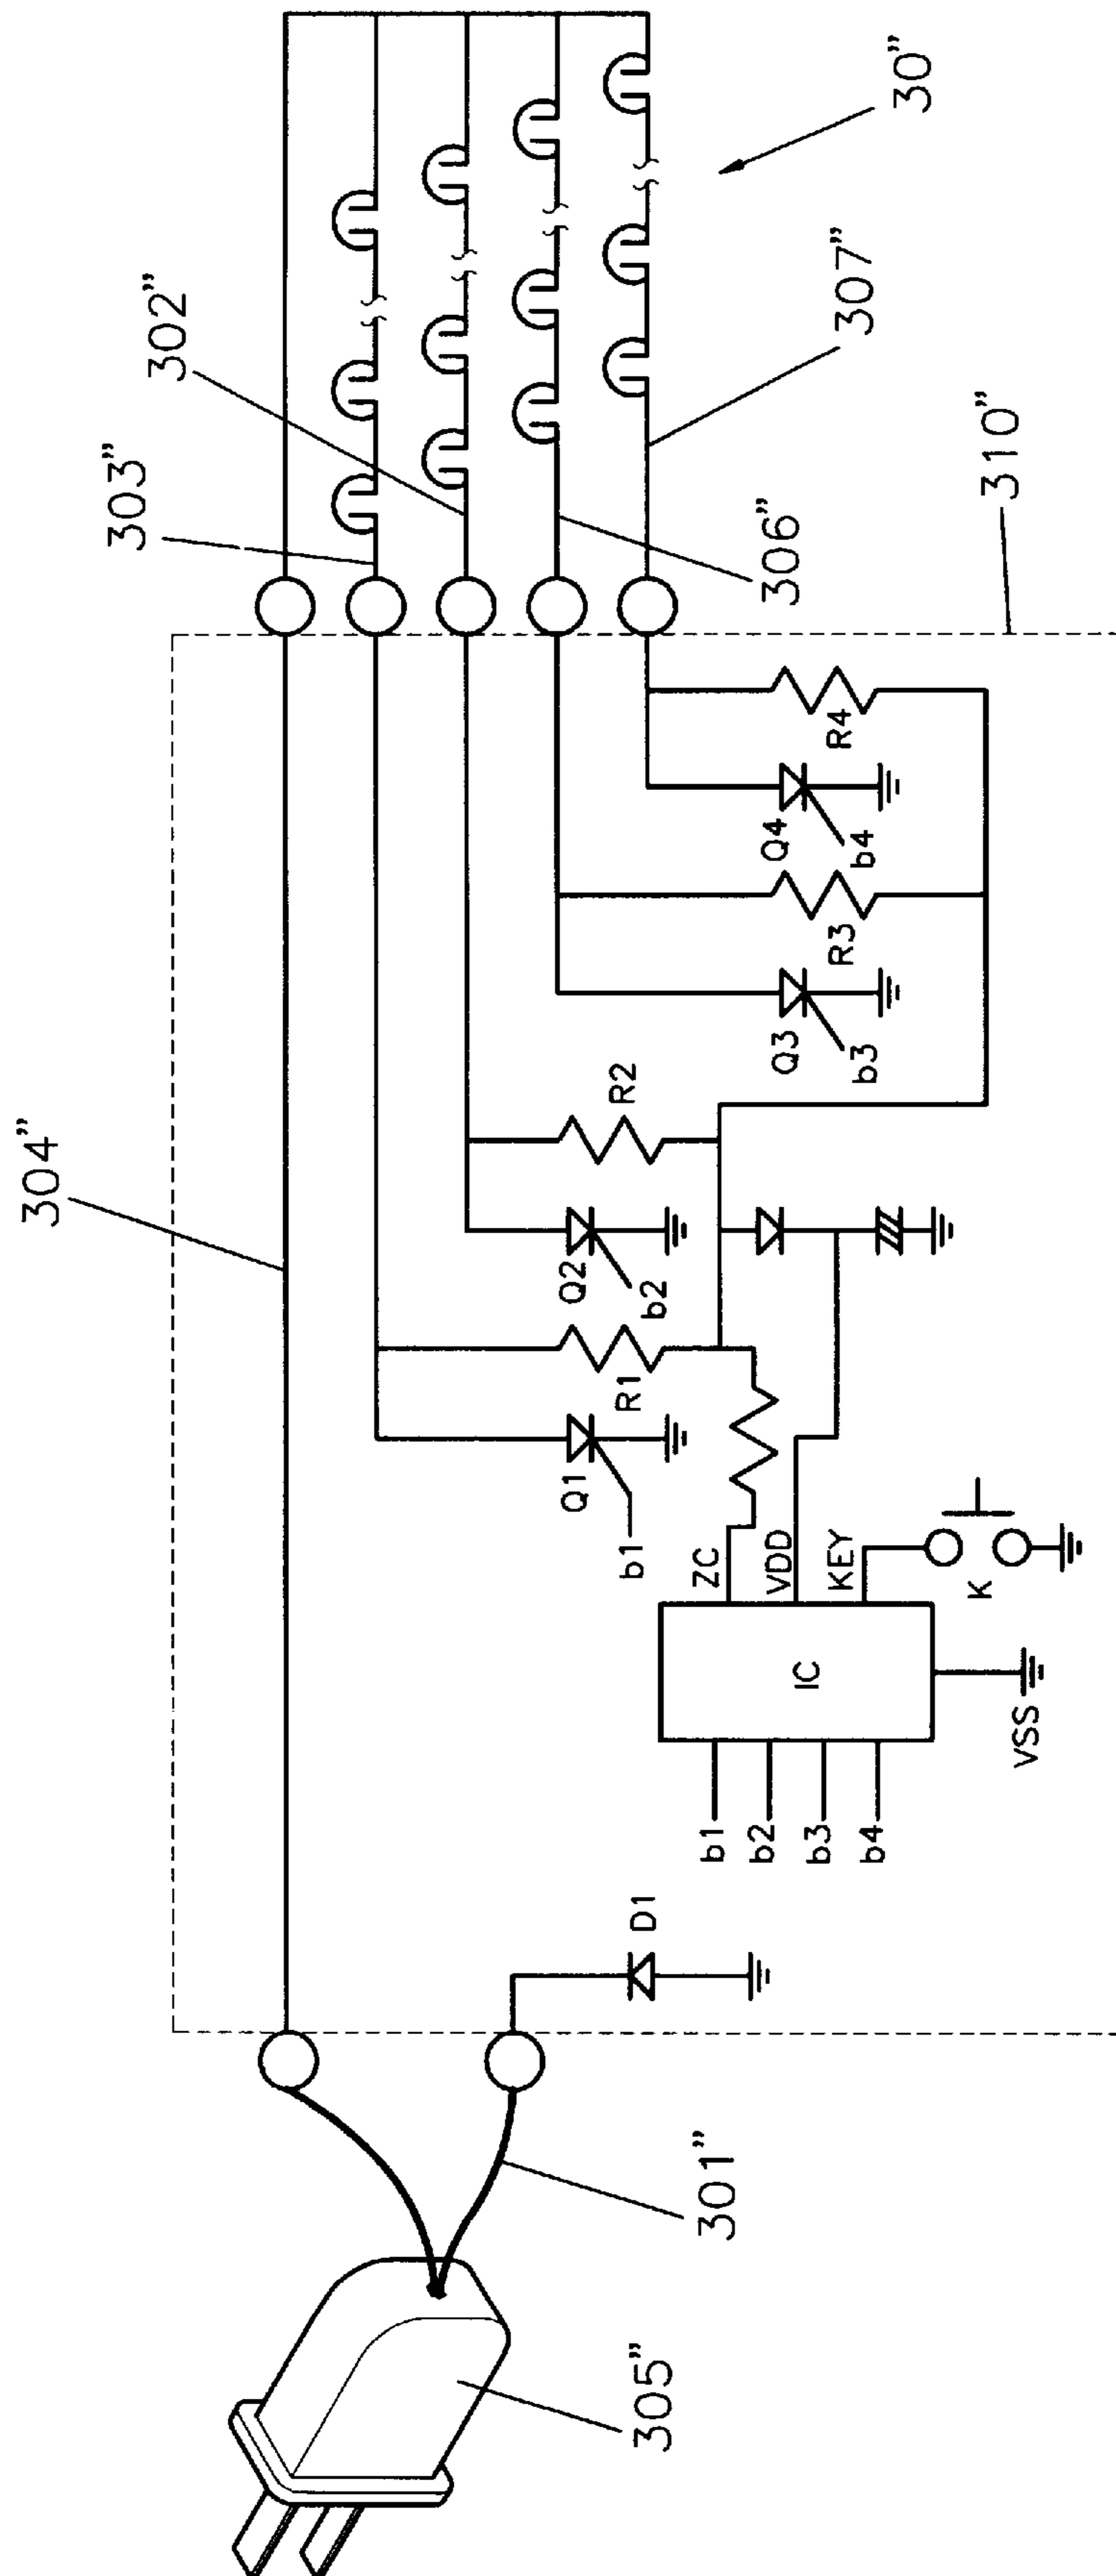 304”
303”
302”
30”
306”
307”
310”
305”
301”
D1
b1
b2
b3
b4
IC
VSS
ZC
VDD
KEY
K
b1
Q1
R1
Q2
b2
R2
Q3
b3
R3
Q4
b4
R4